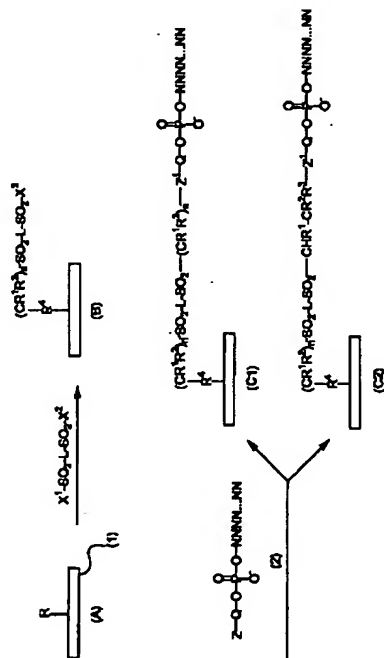 R
(A)
(1)
X¹-SO₂-L-SO₂-X²
(CR¹R²)ₙ-SO₂-L-SO₂-X²
R⁴
(B)
(CR¹R²)ₙ-SO₂-L-SO₂—(CR¹R²)ₙ—Z¹-Q-O-P-O-NNNN...NN
O
O⁻
R⁴
(C1)
Z-Q-O-P-O-NNNN...NN
O
O⁻
(2)
(CR¹R²)ₙ-SO₂-L-SO₂—CHR¹-CR²R³—Z¹-Q-O-P-O-NNNN...NN
O
O⁻
R⁴
(C2)